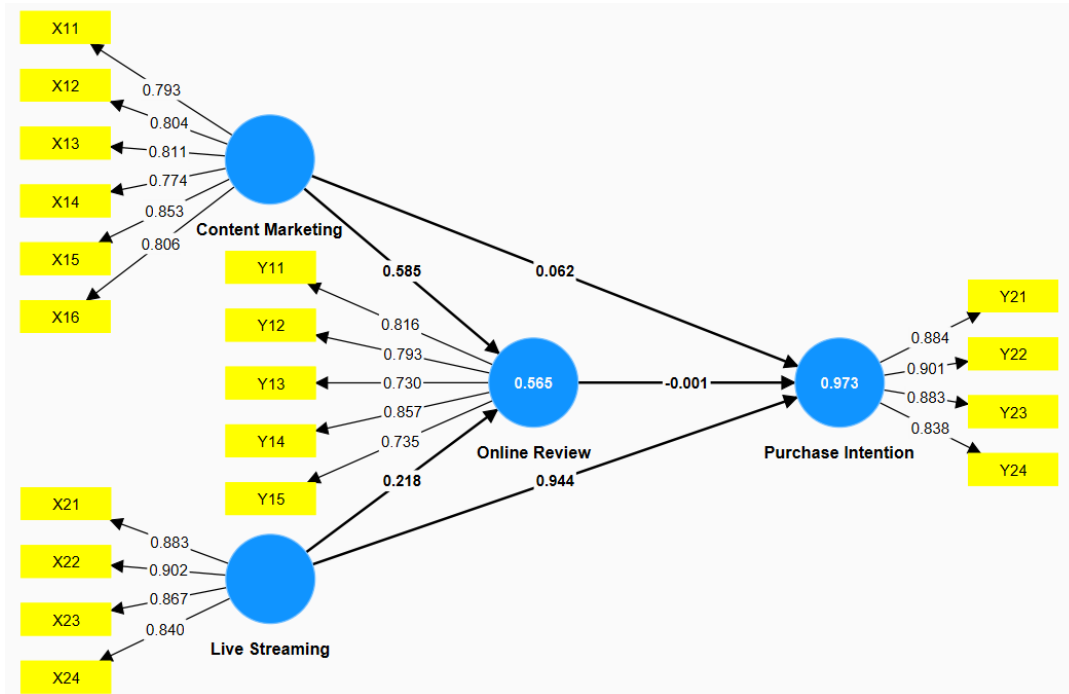 X11
0.793
X12
0.804
X13
0.811
X14
0.774
X15
0.853
X16
0.806
Content Marketing
0.585
0.062
Y11
0.816
Y12
0.793
Y13
0.730
Y14
0.857
Y15
0.735
0.565
Online Review
-0.001
0.973
Purchase Intention
Y21
0.884
Y22
0.901
Y23
0.883
Y24
0.838
0.218
0.944
X21
0.883
X22
0.902
X23
0.867
X24
0.840
Live Streaming